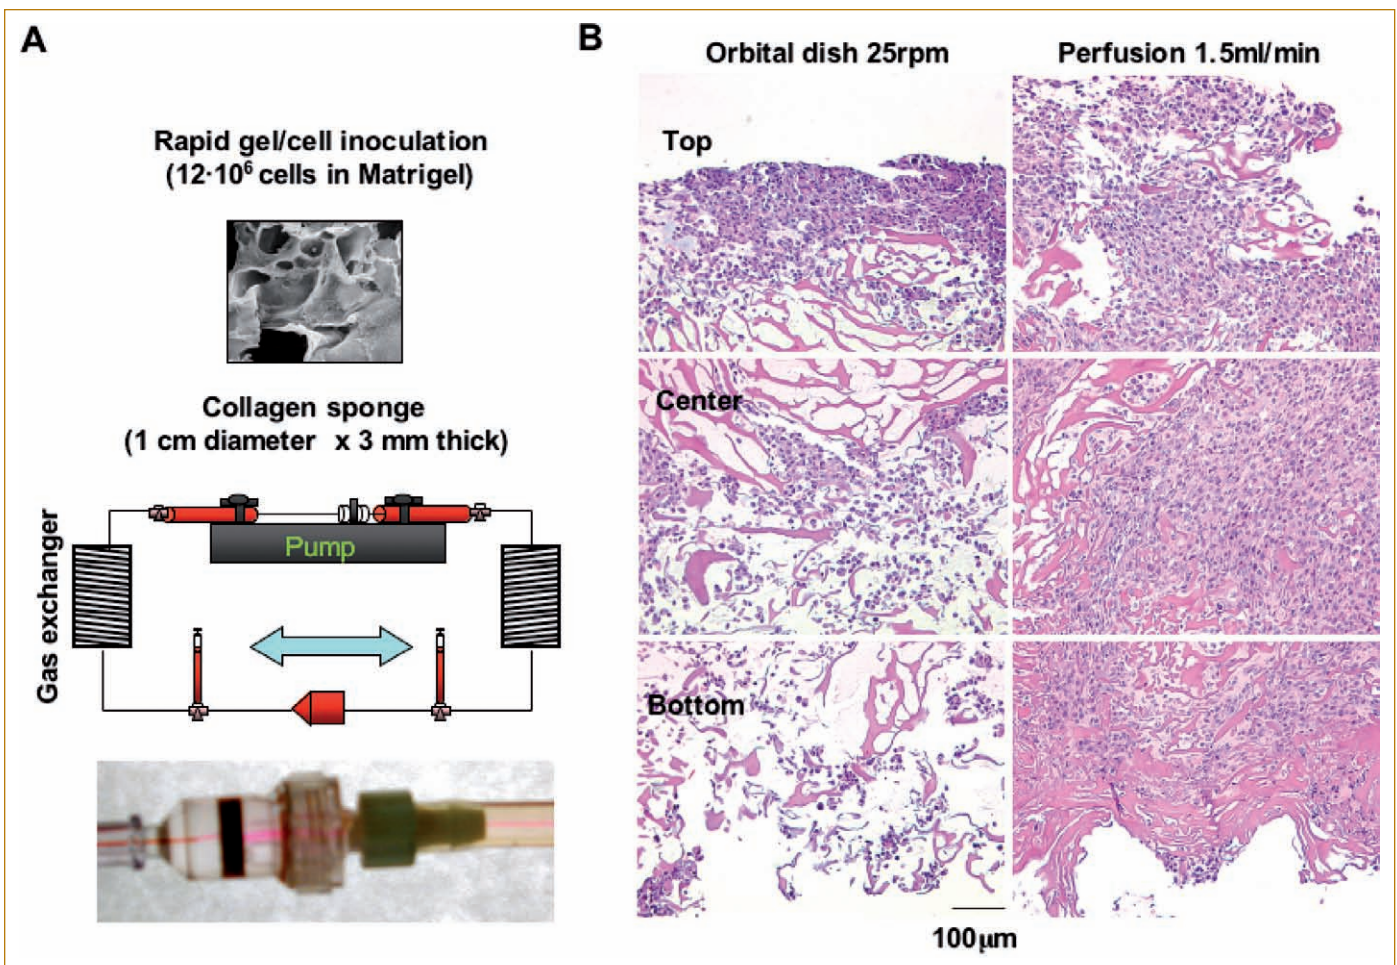 A
Rapid gel/cell inoculation
(12·10⁶ cells in Matrigel)
Collagen sponge
(1 cm diameter x 3 mm thick)
Gas exchanger
Pump
B
Orbital dish 25rpm
Perfusion 1.5ml/min
Top
Center
Bottom
100μm